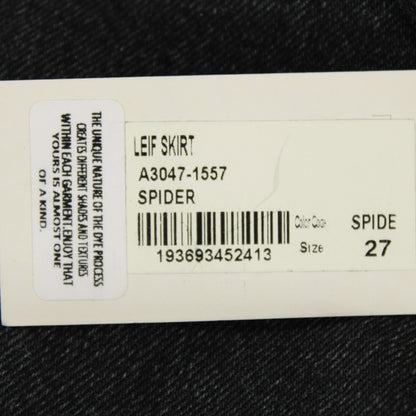 THE UNIQUE NATURE OF THE DYE PROCESS
CREATES DIFFERENT SHADES AND TEXTURES
WITHIN EACH GARMENT. ENJOY THAT
YOURS IS ALMOST ONE
OF A KIND.
LEIF SKIRT
A3047-1557
SPIDER
Color Code SPIDE
Size 27
193693452413